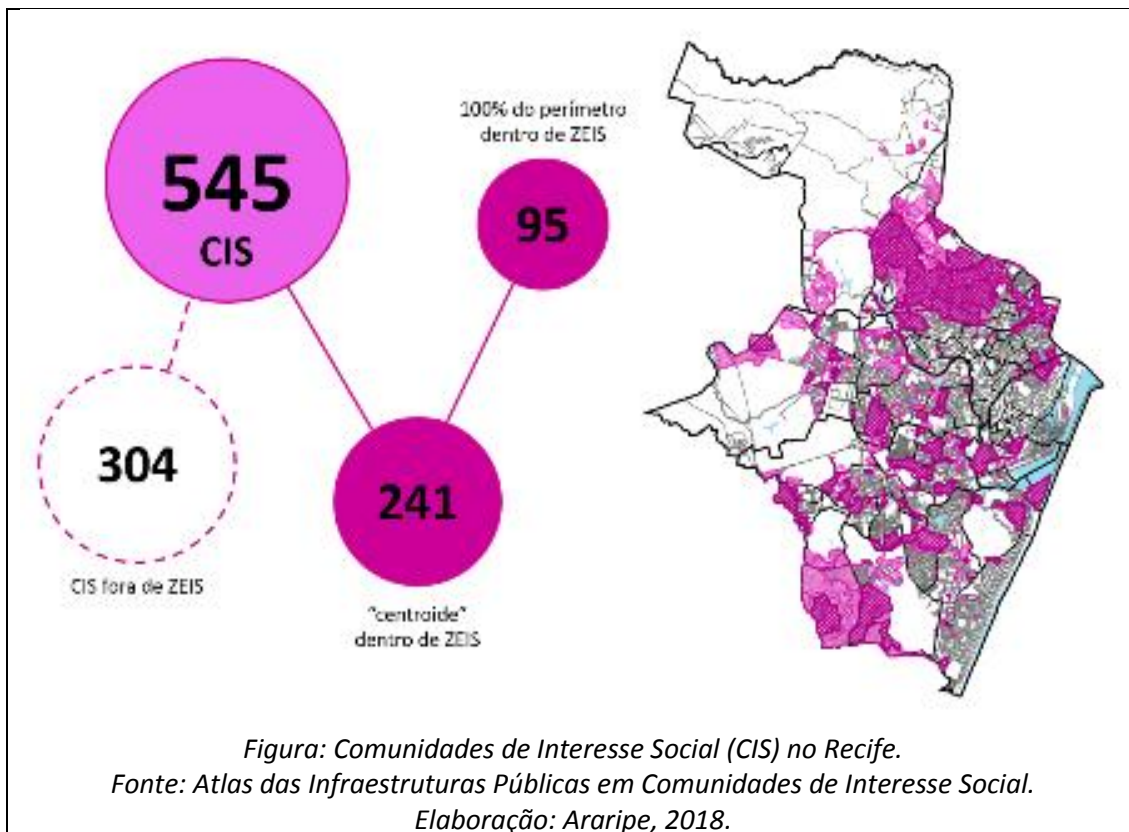 545
CIS
100% do perímetro
dentro de ZEIS
95
304
CIS fora de ZEIS
241
"centroide"
dentro de ZEIS
Figura: Comunidades de Interesse Social (CIS) no Recife.
Fonte: Atlas das Infraestruturas Públicas em Comunidades de Interesse Social.
Elaboração: Araripe, 2018.